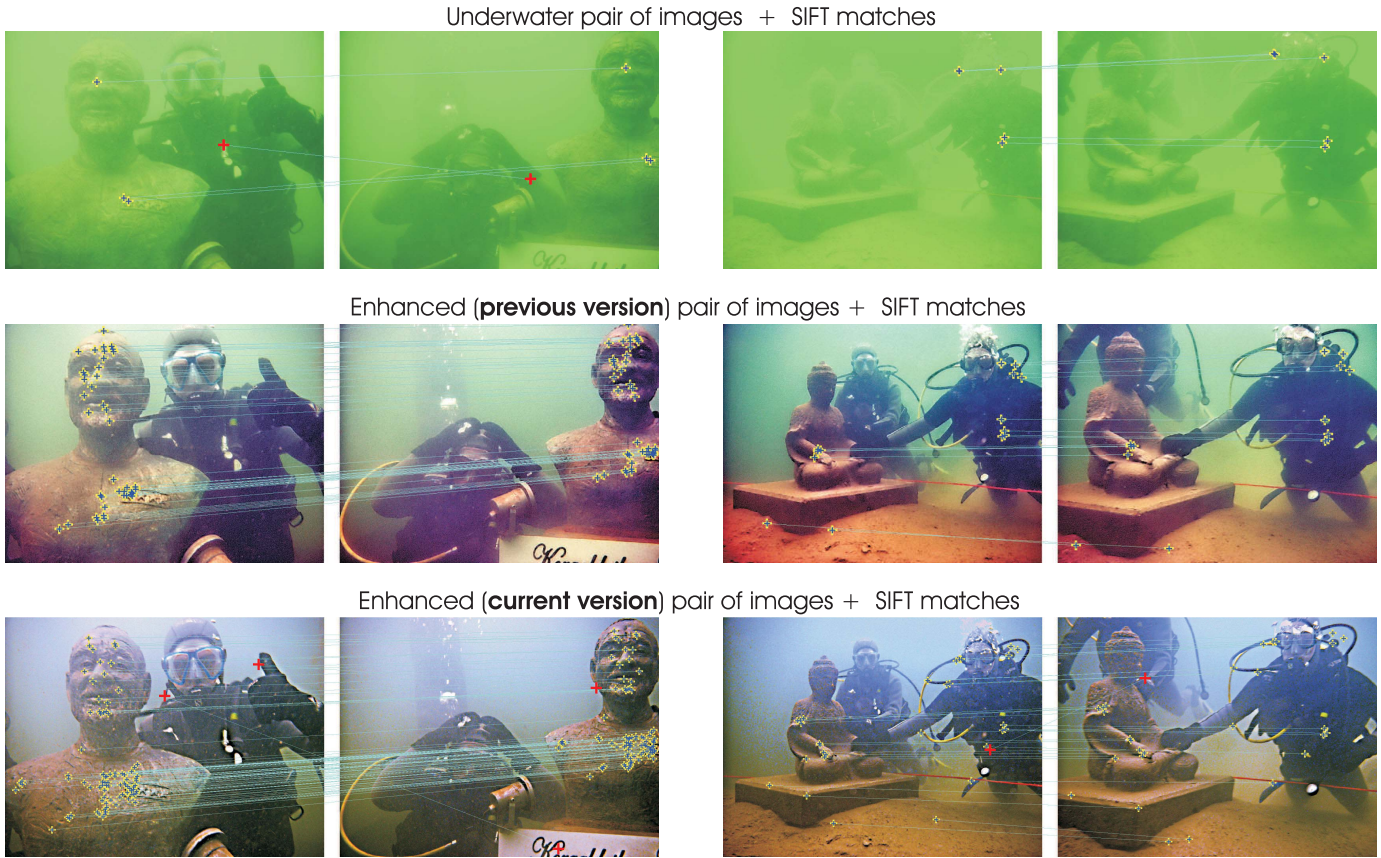 Underwater pair of images + SIFT matches
Enhanced (previous version) pair of images + SIFT matches
Enhanced (current version) pair of images + SIFT matches